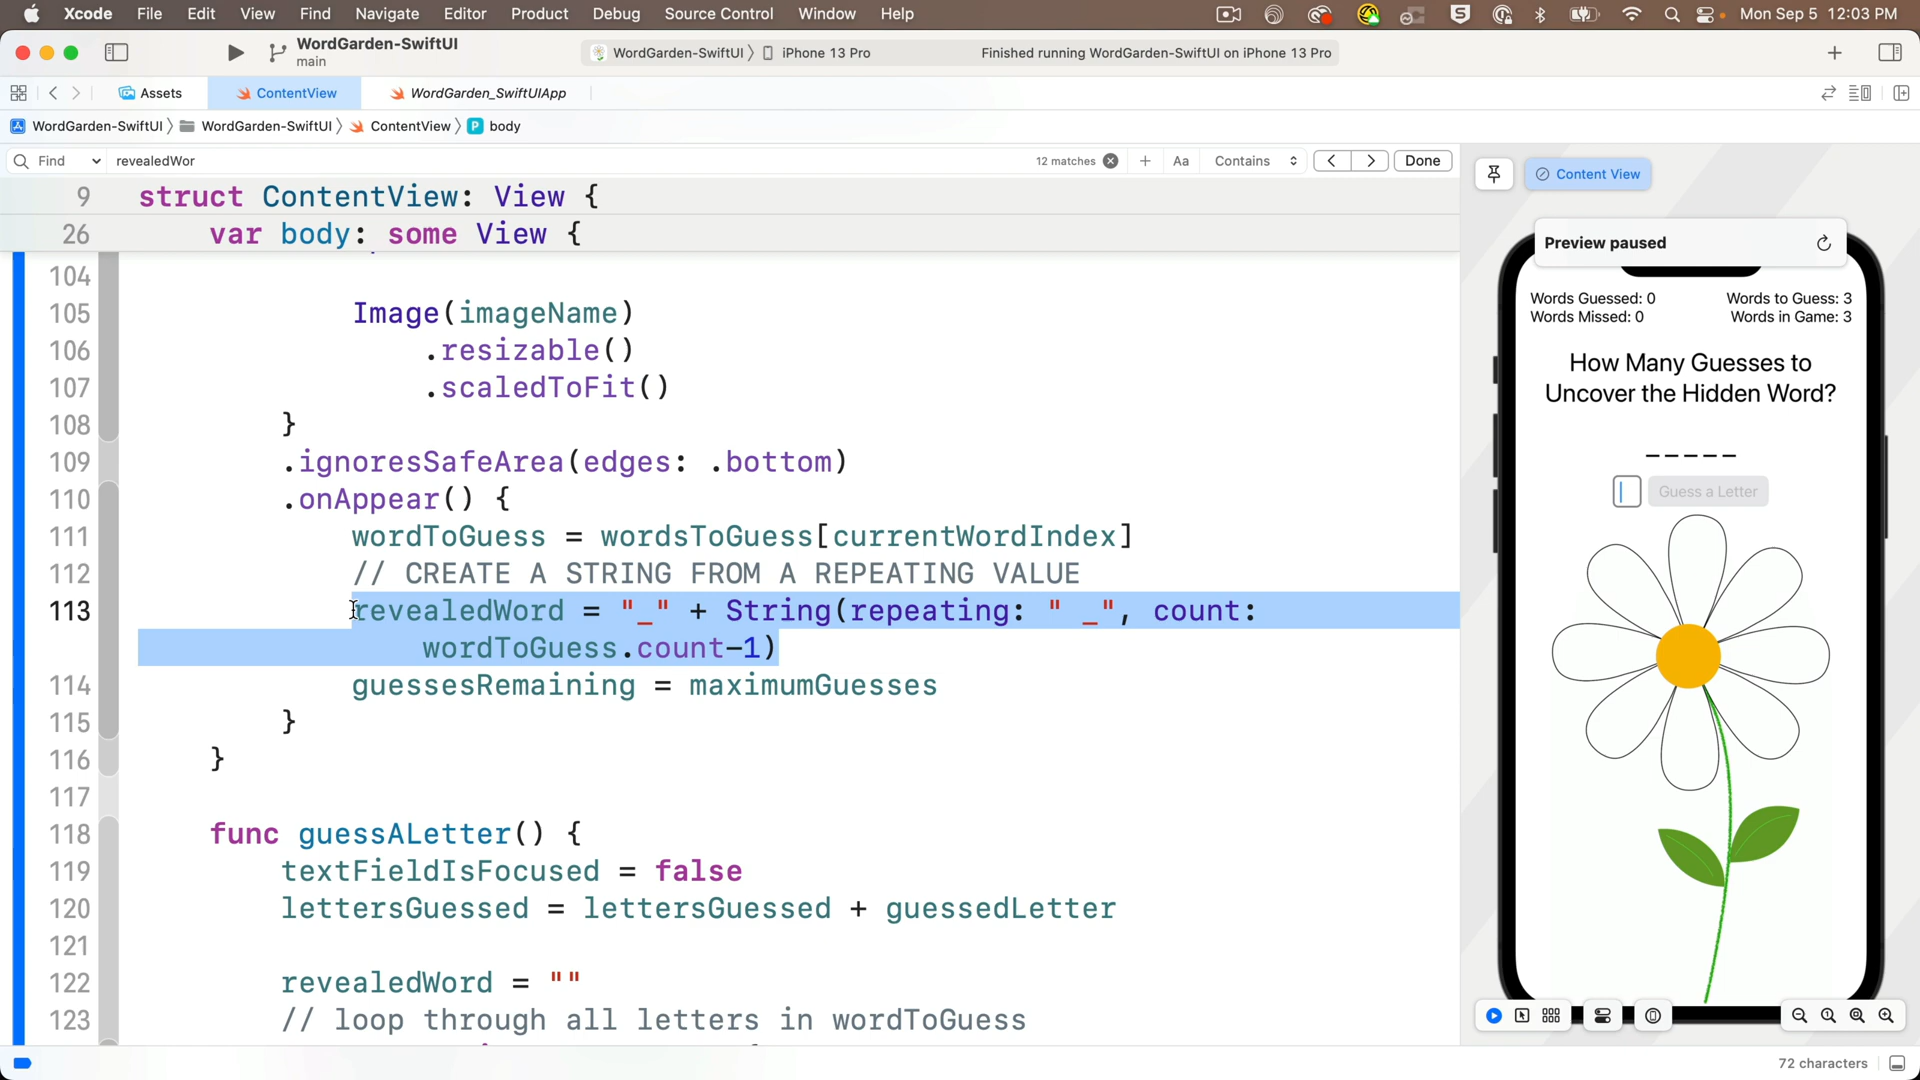 Xcode File Edit View Find Navigate Editor Product Debug Source Control Window Help Mon Sep 5 12:03 PM
WordGarden-SwiftUI
main
WordGarden-SwiftUI 〉 iPhone 13 Pro
Finished running WordGarden-SwiftUI on iPhone 13 Pro
Assets ContentView WordGarden_SwiftUIApp
WordGarden-SwiftUI 〉 WordGarden-SwiftUI 〉 ContentView 〉 P body
Find revealedWor 12 matches Aa Contains Done
9 struct ContentView: View {
26 var body: some View {
104
105 Image(imageName)
106 .resizable()
107 .scaledToFit()
108 }
109 .ignoresSafeArea(edges: .bottom)
110 .onAppear() {
111 wordToGuess = wordsToGuess[currentWordIndex]
112 // CREATE A STRING FROM A REPEATING VALUE
113 revealedWord = "_" + String(repeating: " _", count:
wordToGuess.count-1)
114 guessesRemaining = maximumGuesses
115 }
116 }
117
118 func guessALetter() {
119 textFieldIsFocused = false
120 lettersGuessed = lettersGuessed + guessedLetter
121
122 revealedWord = ""
123 // loop through all letters in wordToGuess
Content View
Preview paused
Words Guessed: 0 Words to Guess: 3
Words Missed: 0 Words in Game: 3
How Many Guesses to
Uncover the Hidden Word?
_ _ _ _ _
Guess a Letter
72 characters